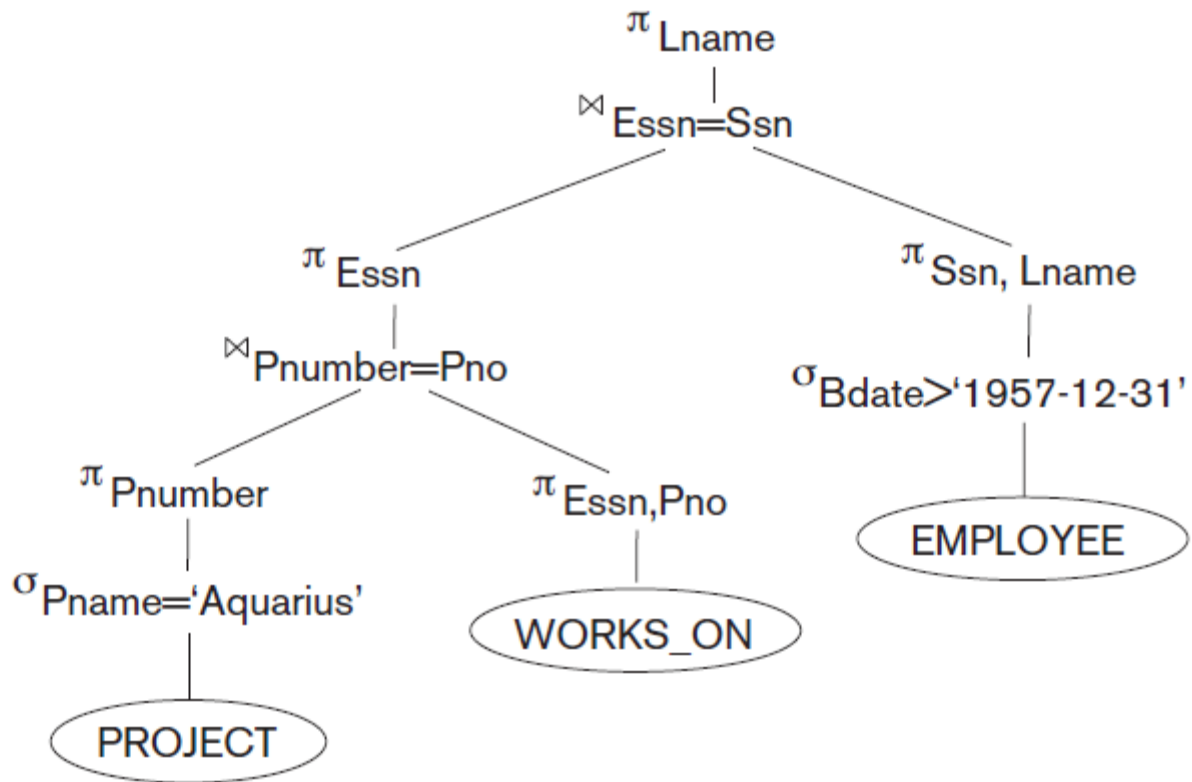 π Lname
⋈ Essn=Ssn
π Essn
π Ssn, Lname
⋈ Pnumber=Pno
σ Bdate>‘1957-12-31’
π Pnumber
π Essn,Pno
EMPLOYEE
σ Pname=‘Aquarius’
WORKS_ON
PROJECT